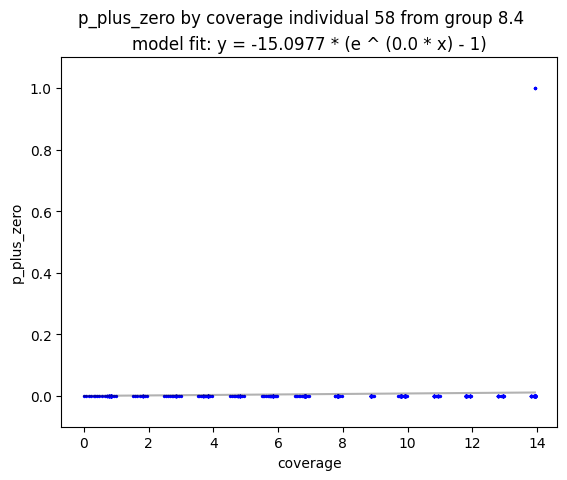 p_plus_zero by coverage individual 58 from group 8.4
model fit: y = -15.0977 * (e ^ (0.0 * x) - 1)
1.0
0.8
0.6
0.4
0.2
0.0
p_plus_zero
0 2 4 6 8 10 12 14
coverage